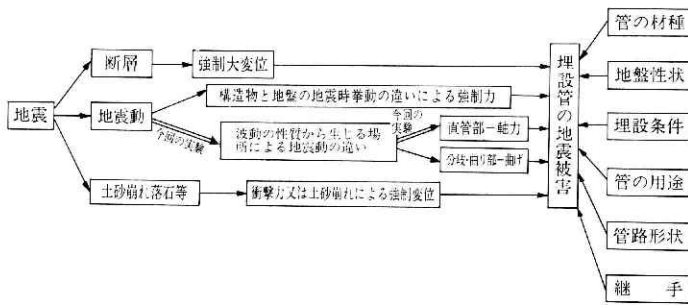 地震
断層
強制大変位
地震動
構造物と地盤の地震時挙動の違いによる強制力
今回の実験
波動の性質から生じる場
所による地震動の違い
今回の
実験
直管部―軸力
分岐・曲り部―曲げ
土砂崩れ落石等
衝撃力又は土砂崩れによる強制変位
埋設管の地震被害
管の材種
地盤性状
埋設条件
管の用途
管路形状
継手